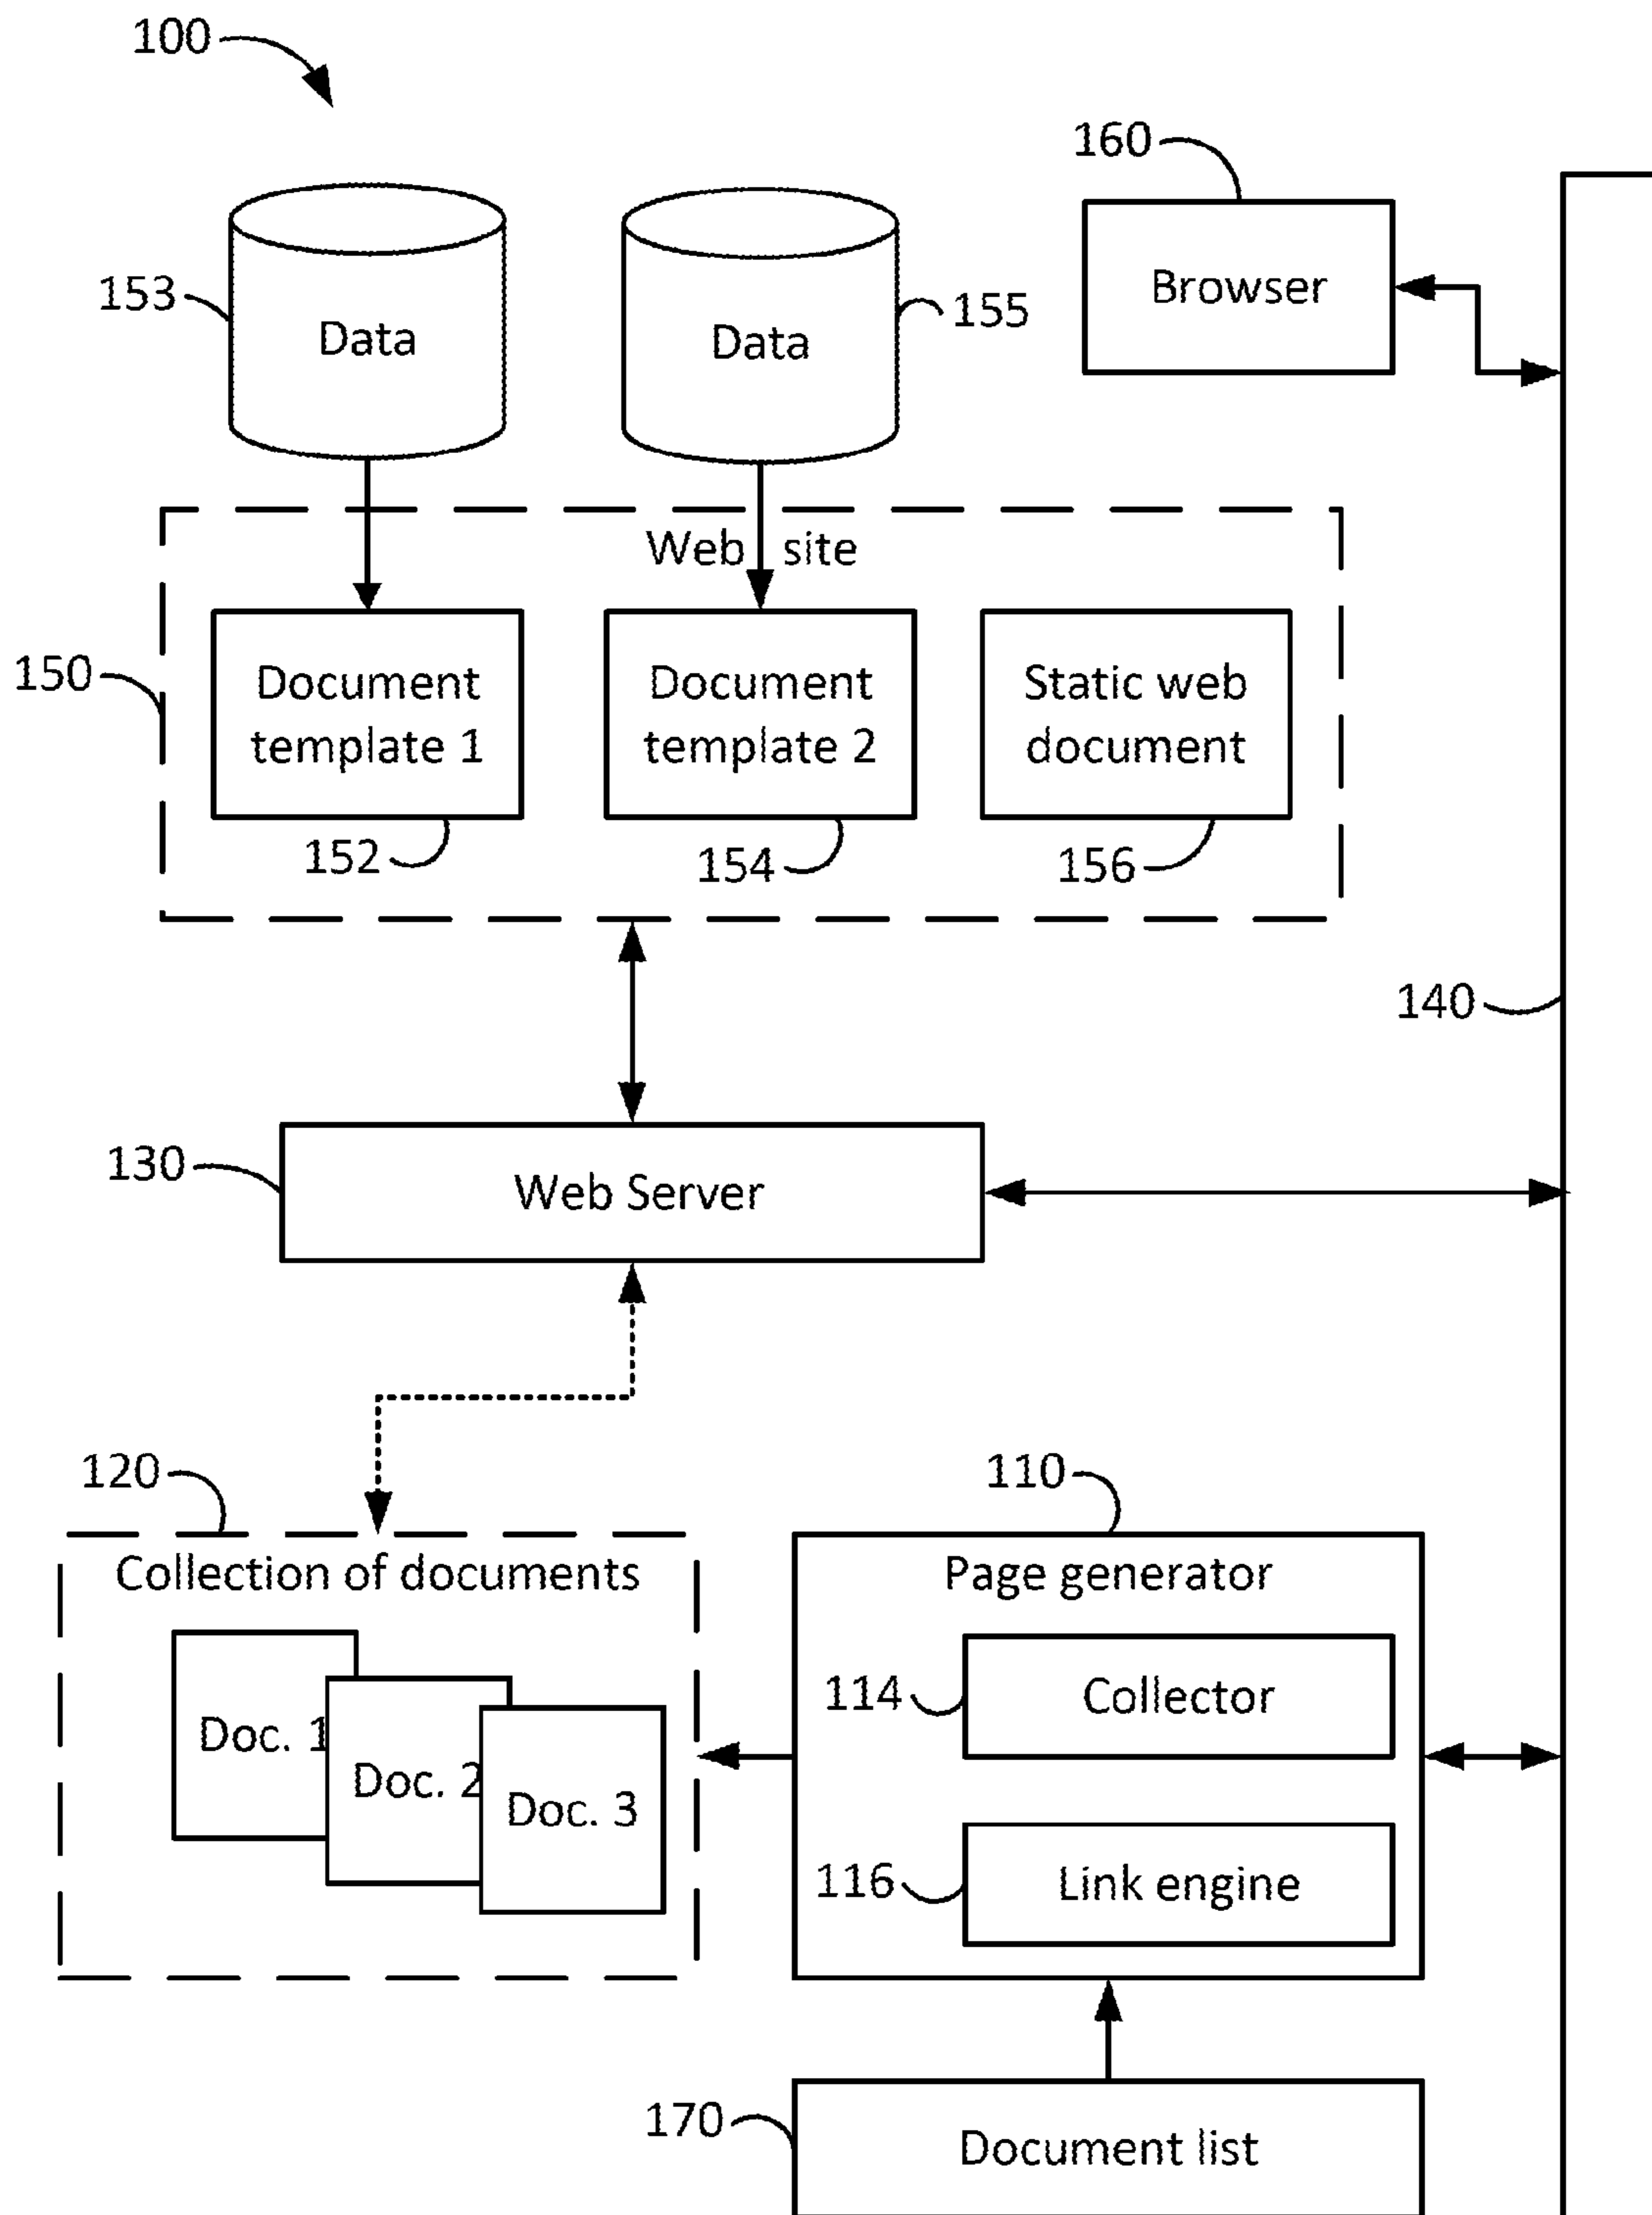 100
160
153
Data
155
Data
Browser
Web site
150
Document
template 1
Document
template 2
Static web
document
152
154
156
140
130
Web Server
120
110
Collection of documents
Page generator
Doc. 1
Doc. 2
Doc. 3
114
Collector
116
Link engine
170
Document list